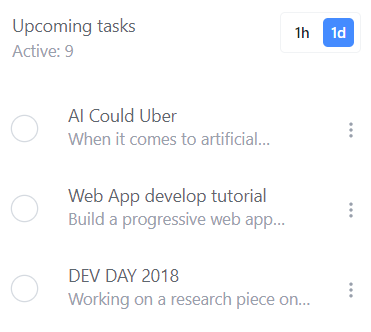 Upcoming tasks
1h 1d
Active: 9
AI Could Uber
When it comes to artificial...
Web App develop tutorial
Build a progressive web app...
DEV DAY 2018
Working on a research piece on...